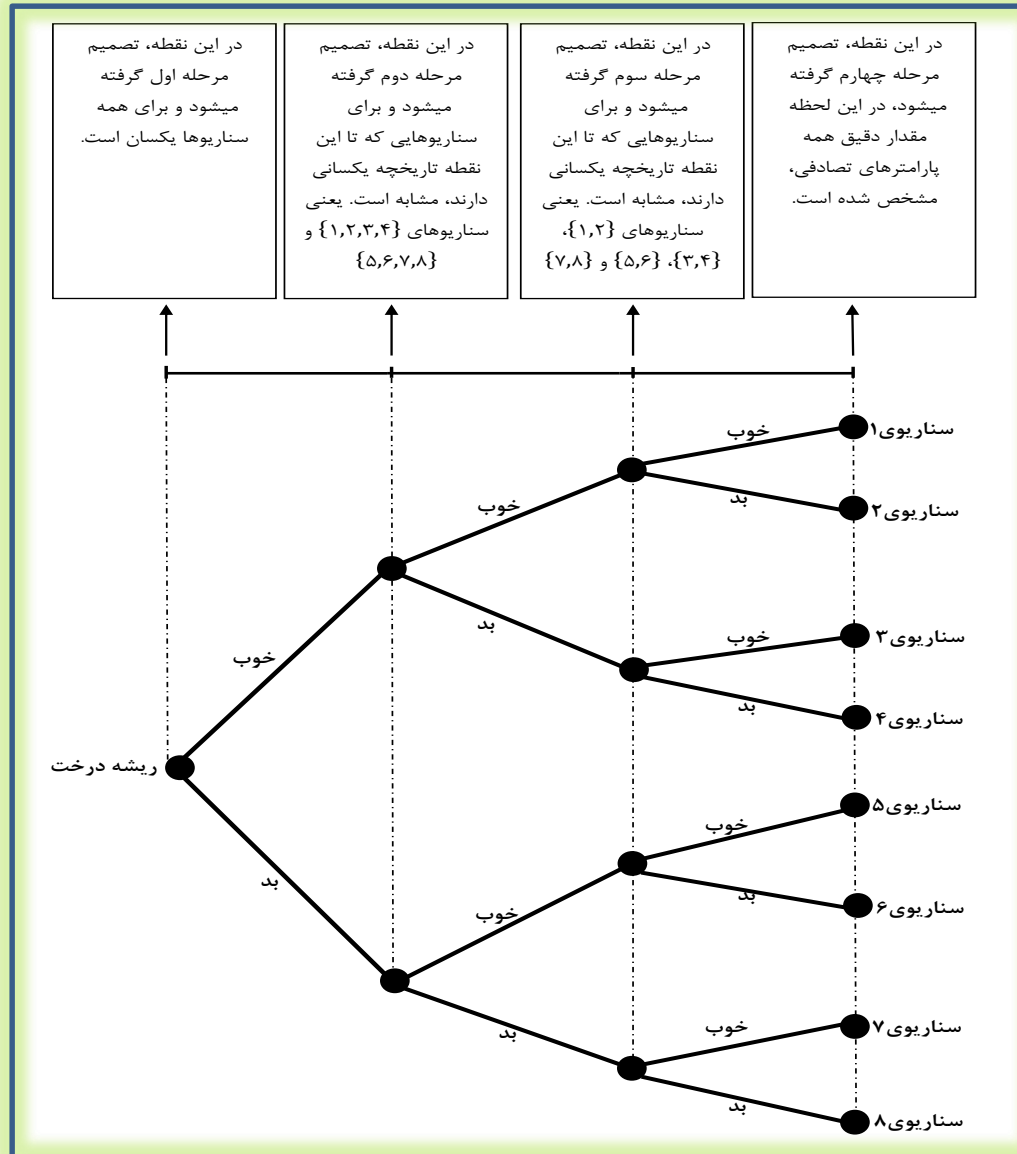 در این نقطه، تصمیم
مرحله اول گرفته
میشود و برای همه
سناریوها یکسان است.
در این نقطه، تصمیم
مرحله دوم گرفته
میشود و برای
سناریوهایی که تا این
نقطه تاریخچه یکسانی
دارند، مشابه است. یعنی
سناریوهای {۱,۲,۳,۴} و
{۵,۶,۷,۸}
در این نقطه، تصمیم
مرحله سوم گرفته
میشود و برای
سناریوهایی که تا این
نقطه تاریخچه یکسانی
دارند، مشابه است. یعنی
سناریوهای {۱,۲}،
{۳,۴}، {۵,۶} و {۷,۸}
در این نقطه، تصمیم
مرحله چهارم گرفته
میشود، در این لحظه
مقدار دقیق همه
پارامترهای تصادفی،
مشخص شده است.
خوب
سناریوی۱
بد
سناریوی۲
خوب
بد
خوب
سناریوی۳
بد
سناریوی۴
خوب
ریشه درخت
بد
خوب
سناریوی۵
بد
سناریوی۶
خوب
بد
خوب
سناریوی۷
بد
سناریوی۸